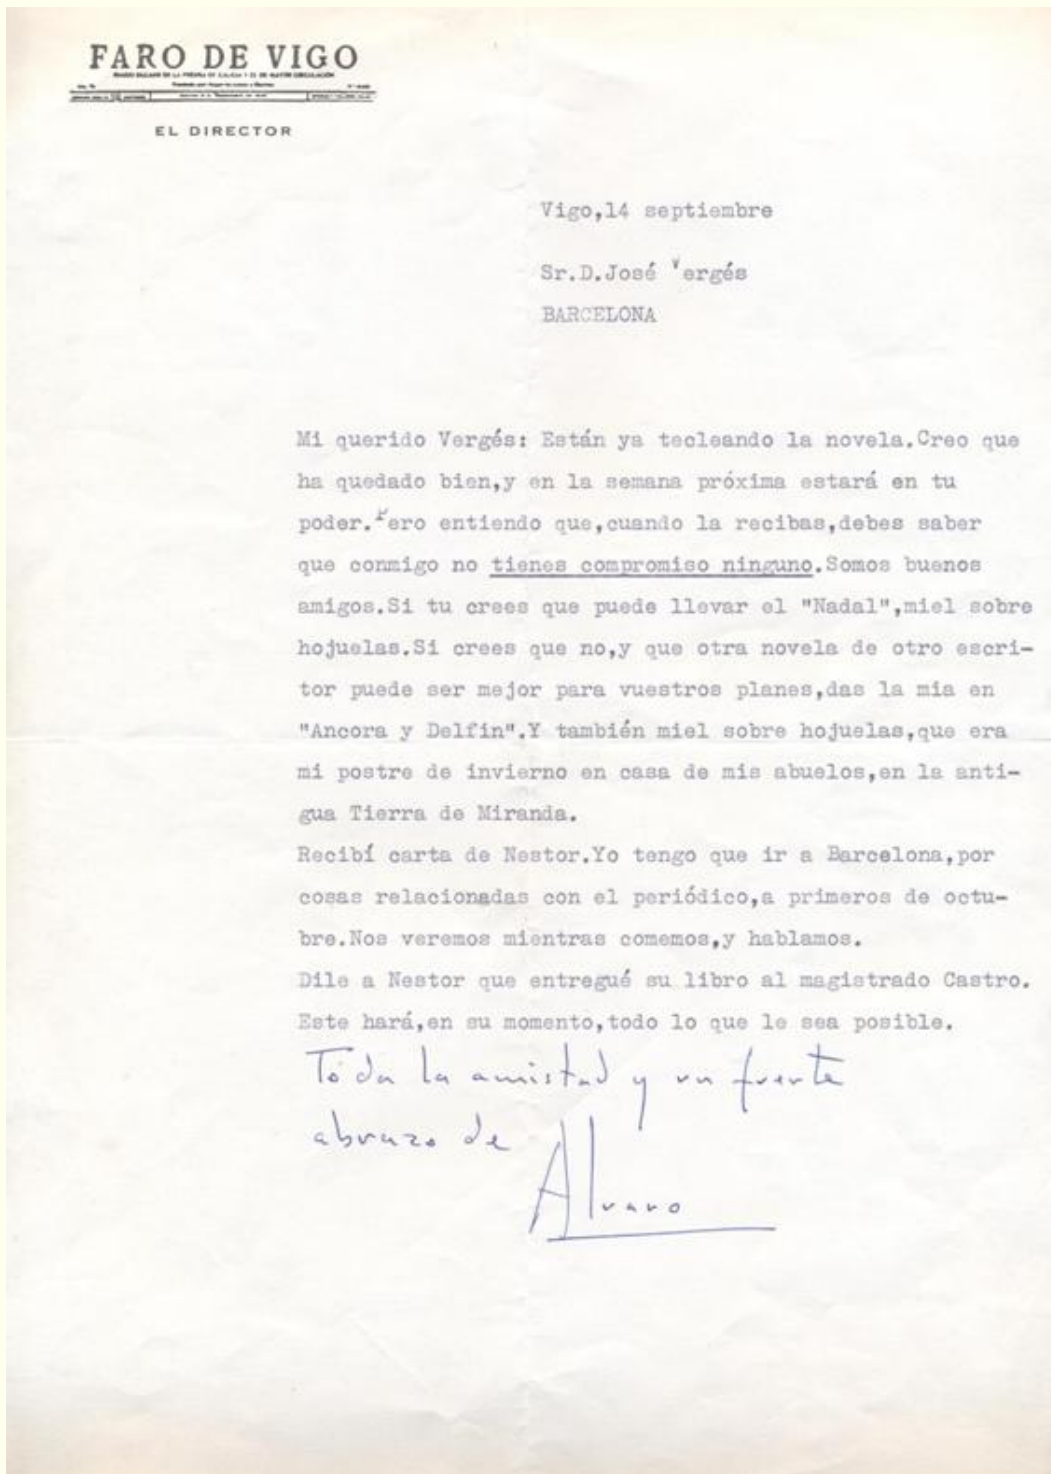 FARO DE VIGO
EL DIRECTOR
Vigo,14 septiembre
Sr.D.José Vergés
BARCELONA
Mi querido Vergés: Están ya tecleando la novela.Creo que
ha quedado bien,y en la semana próxima estará en tu
poder.Pero entiendo que,cuando la recibas,debes saber
que conmigo no tienes compromiso ninguno.Somos buenos
amigos.Si tu crees que puede llevar el "Nadal",miel sobre
hojuelas.Si crees que no,y que otra novela de otro escri-
tor puede ser mejor para vuestros planes,das la mia en
"Ancora y Delfin".Y también miel sobre hojuelas,que era
mi postre de invierno en casa de mis abuelos,en la anti-
gua Tierra de Miranda.
Recibí carta de Nestor.Yo tengo que ir a Barcelona,por
cosas relacionadas con el periódico,a primeros de octu-
bre.Nos veremos mientras comemos,y hablamos.
Dile a Nestor que entregué su libro al magistrado Castro.
Este hará,en su momento,todo lo que le sea posible.
Toda la amistad y un fuerte
abrazo de
Alvaro